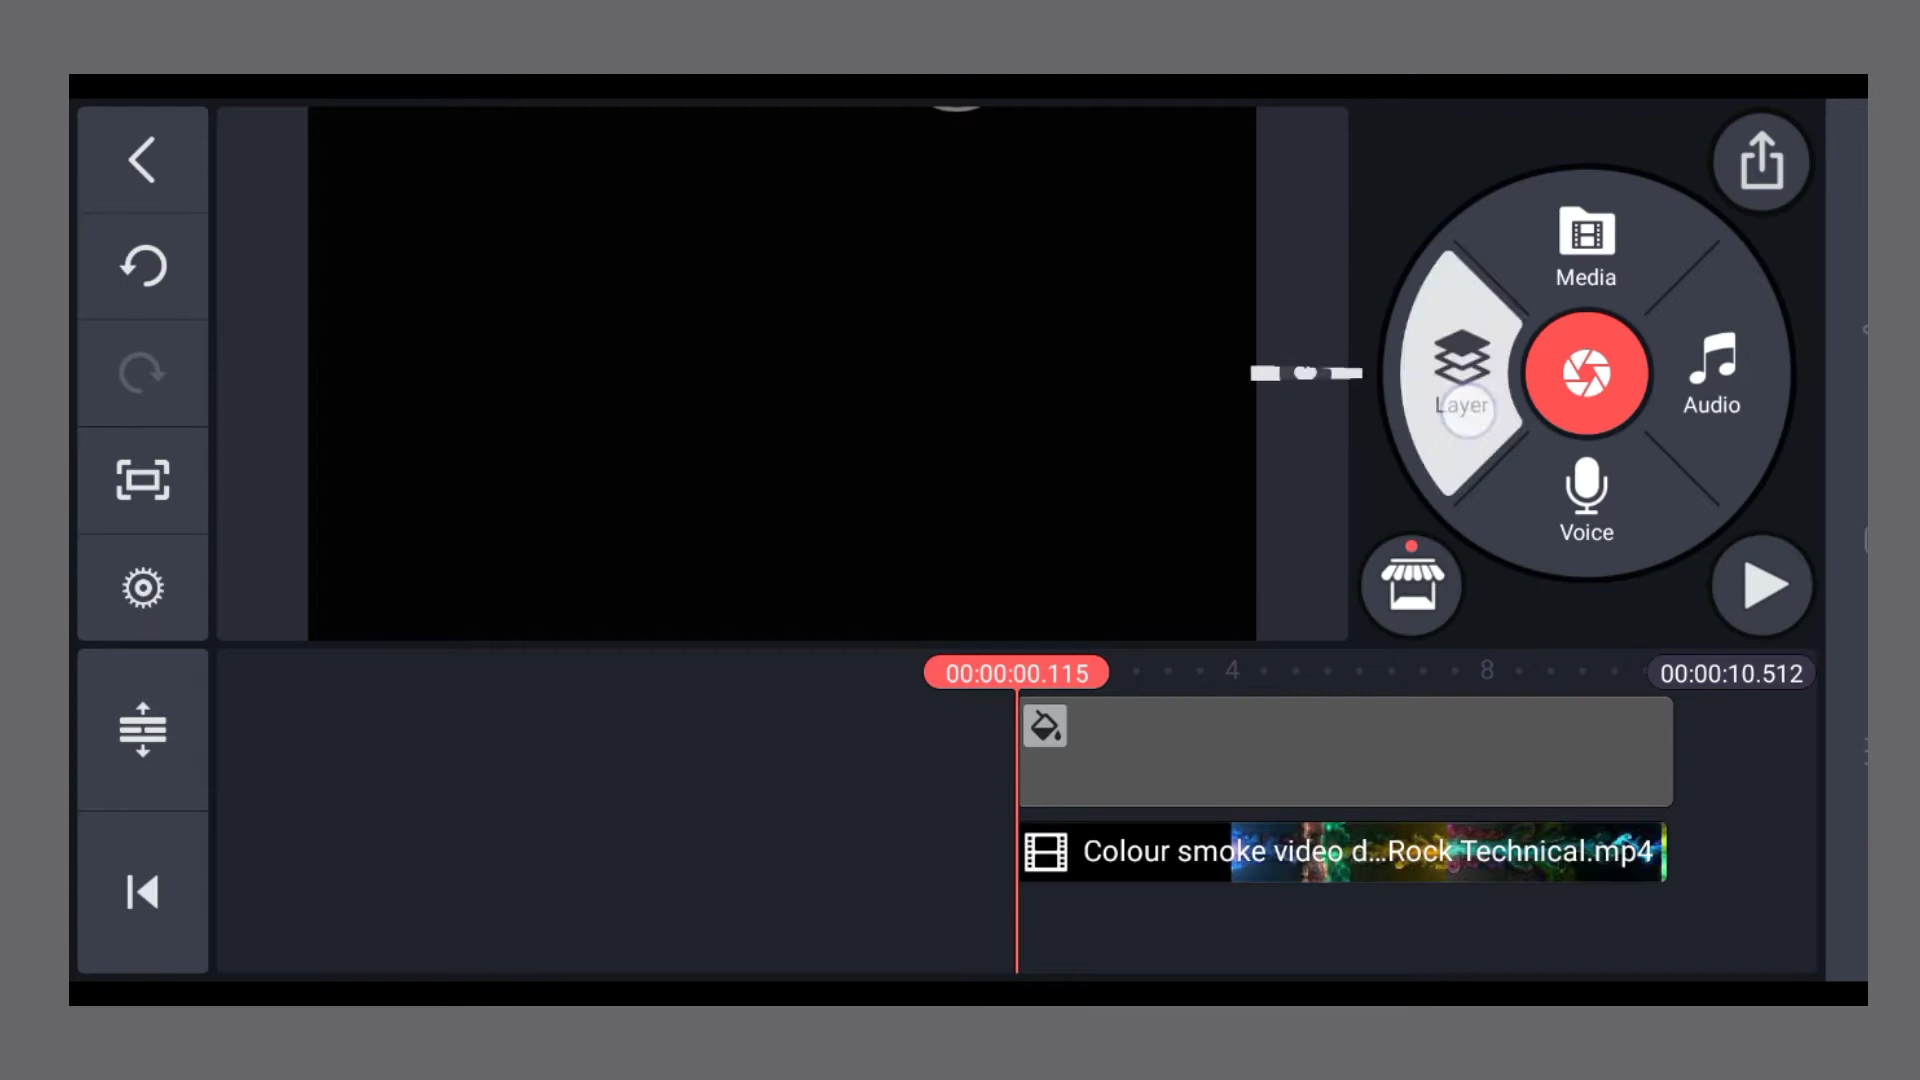 Media
Layer
Audio
Voice
00:00:00.115
4
8
00:00:10.512
Colour smoke video d...Rock Technical.mp4